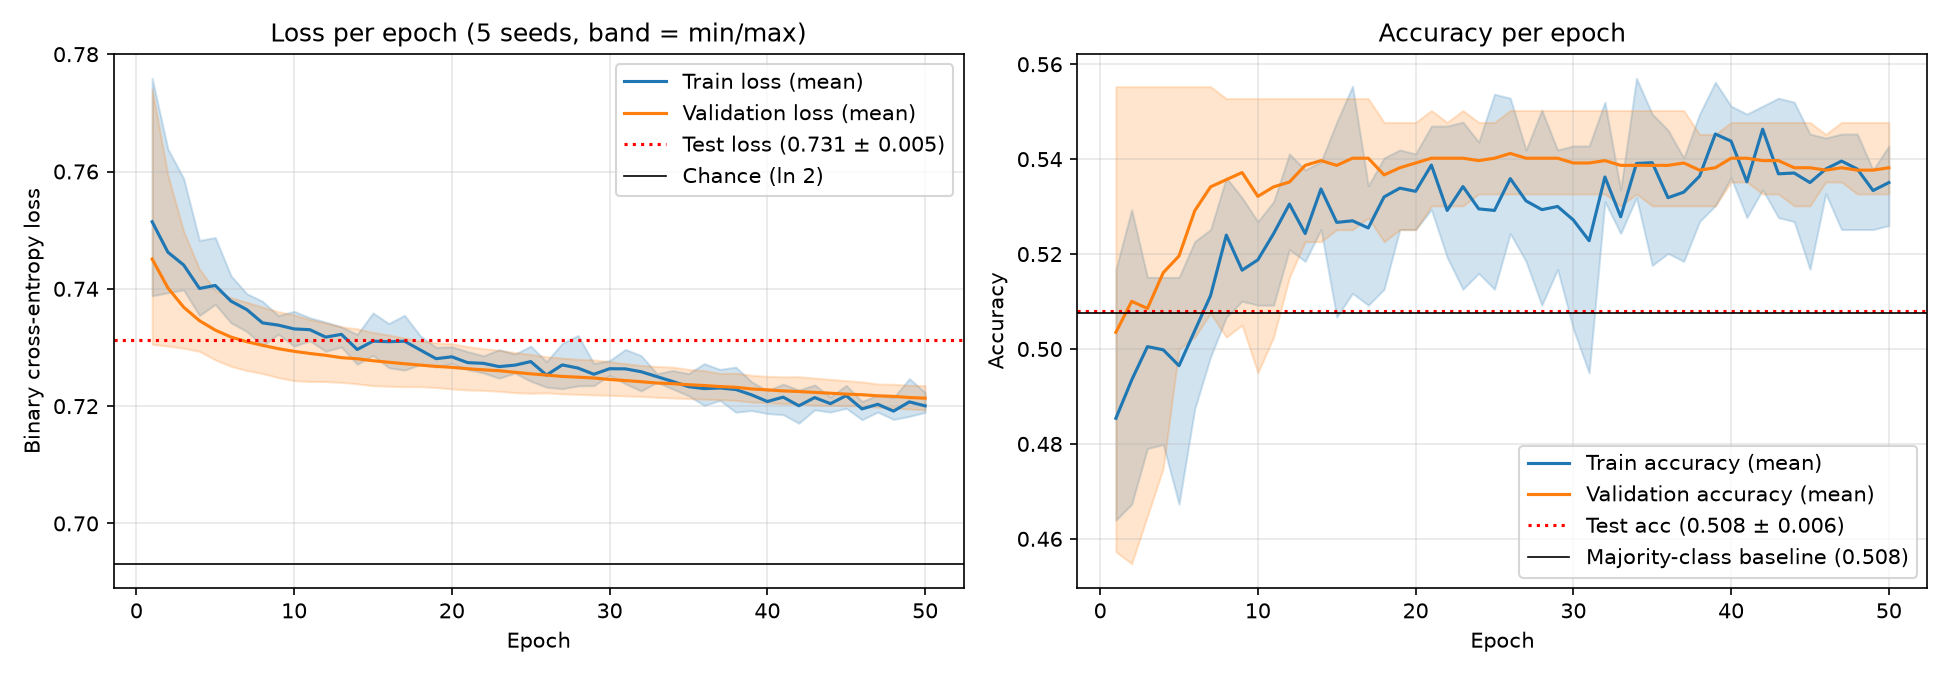 Loss per epoch (5 seeds, band = min/max)
0.78
0.76
0.74
0.72
0.70
Binary cross-entropy loss
Train loss (mean)
Validation loss (mean)
Test loss (0.731 ± 0.005)
Chance (ln 2)
0
10
20
30
40
50
Epoch
Accuracy per epoch
0.56
0.54
0.52
0.50
0.48
0.46
Accuracy
Train accuracy (mean)
Validation accuracy (mean)
Test acc (0.508 ± 0.006)
Majority-class baseline (0.508)
0
10
20
30
40
50
Epoch